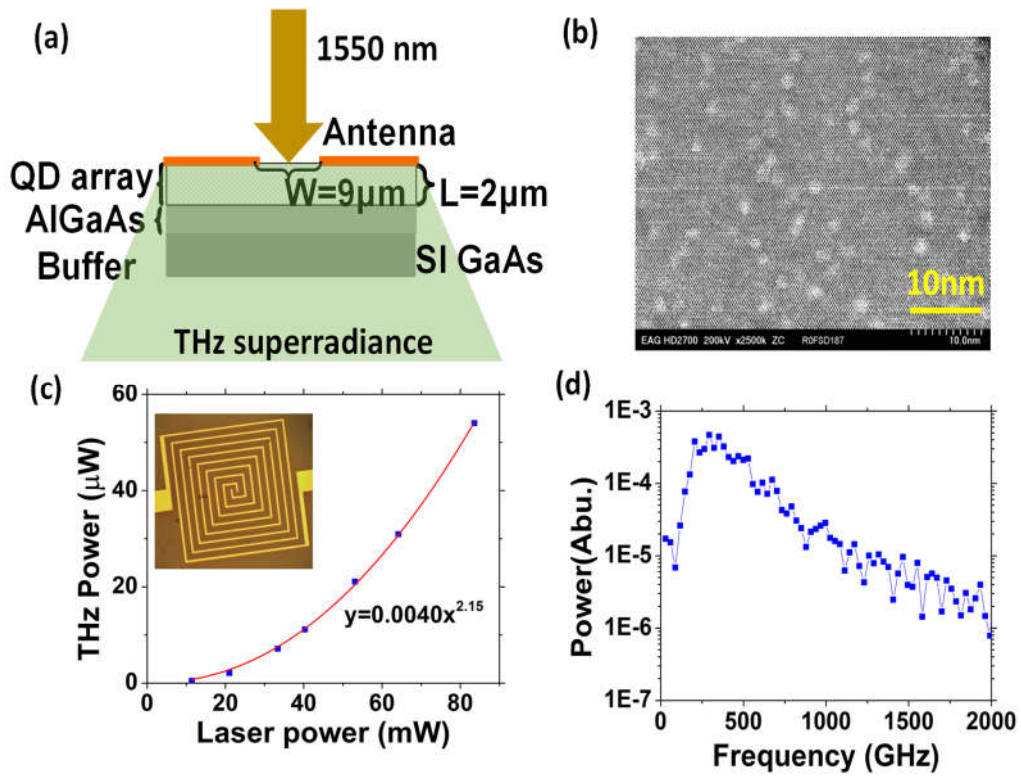 (a)
1550 nm
Antenna
QD array
W=9μm
L=2μm
AlGaAs
Buffer
SI GaAs
THz superradiance
(b)
10nm
EAG HD2700 200kV x2500k ZC R0FSD187
10.0nm
(c)
60
40
20
0
THz Power (μW)
y=0.0040x^2.15
0 20 40 60 80
Laser power (mW)
(d)
1E-3
1E-4
1E-5
1E-6
1E-7
Power(Abu.)
0 500 1000 1500 2000
Frequency (GHz)